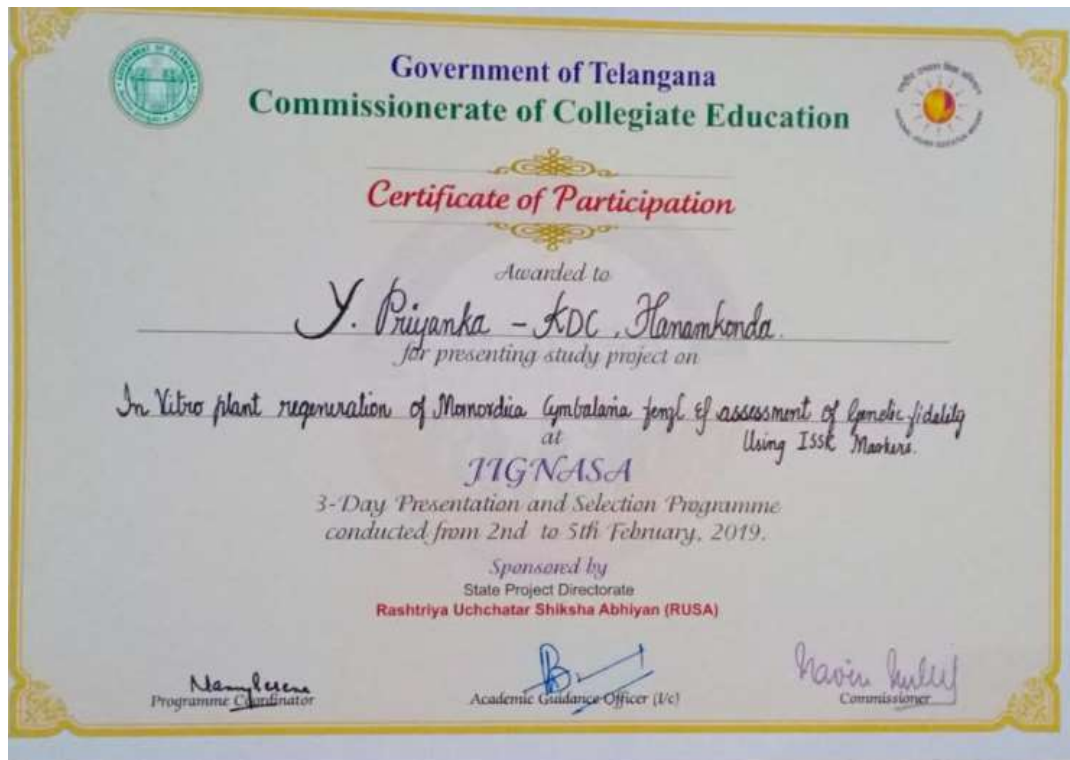 Government of Telangana
Commissionerate of Collegiate Education
Certificate of Participation
Awarded to
Y. Priyanka - KDC, Hanamkonda.
for presenting study project on
In Vitro plant regeneration of Momordica Cymbalaria fengl & assessment of Genetic fidelity
at
Using ISSR Markers.
JIGNASA
3-Day Presentation and Selection Programme
conducted from 2nd to 5th February, 2019.
Sponsored by
State Project Directorate
Rashtriya Uchchatar Shiksha Abhiyan (RUSA)
Programme Coordinator
Academic Guidance Officer (I/c)
Navin
Commissioner